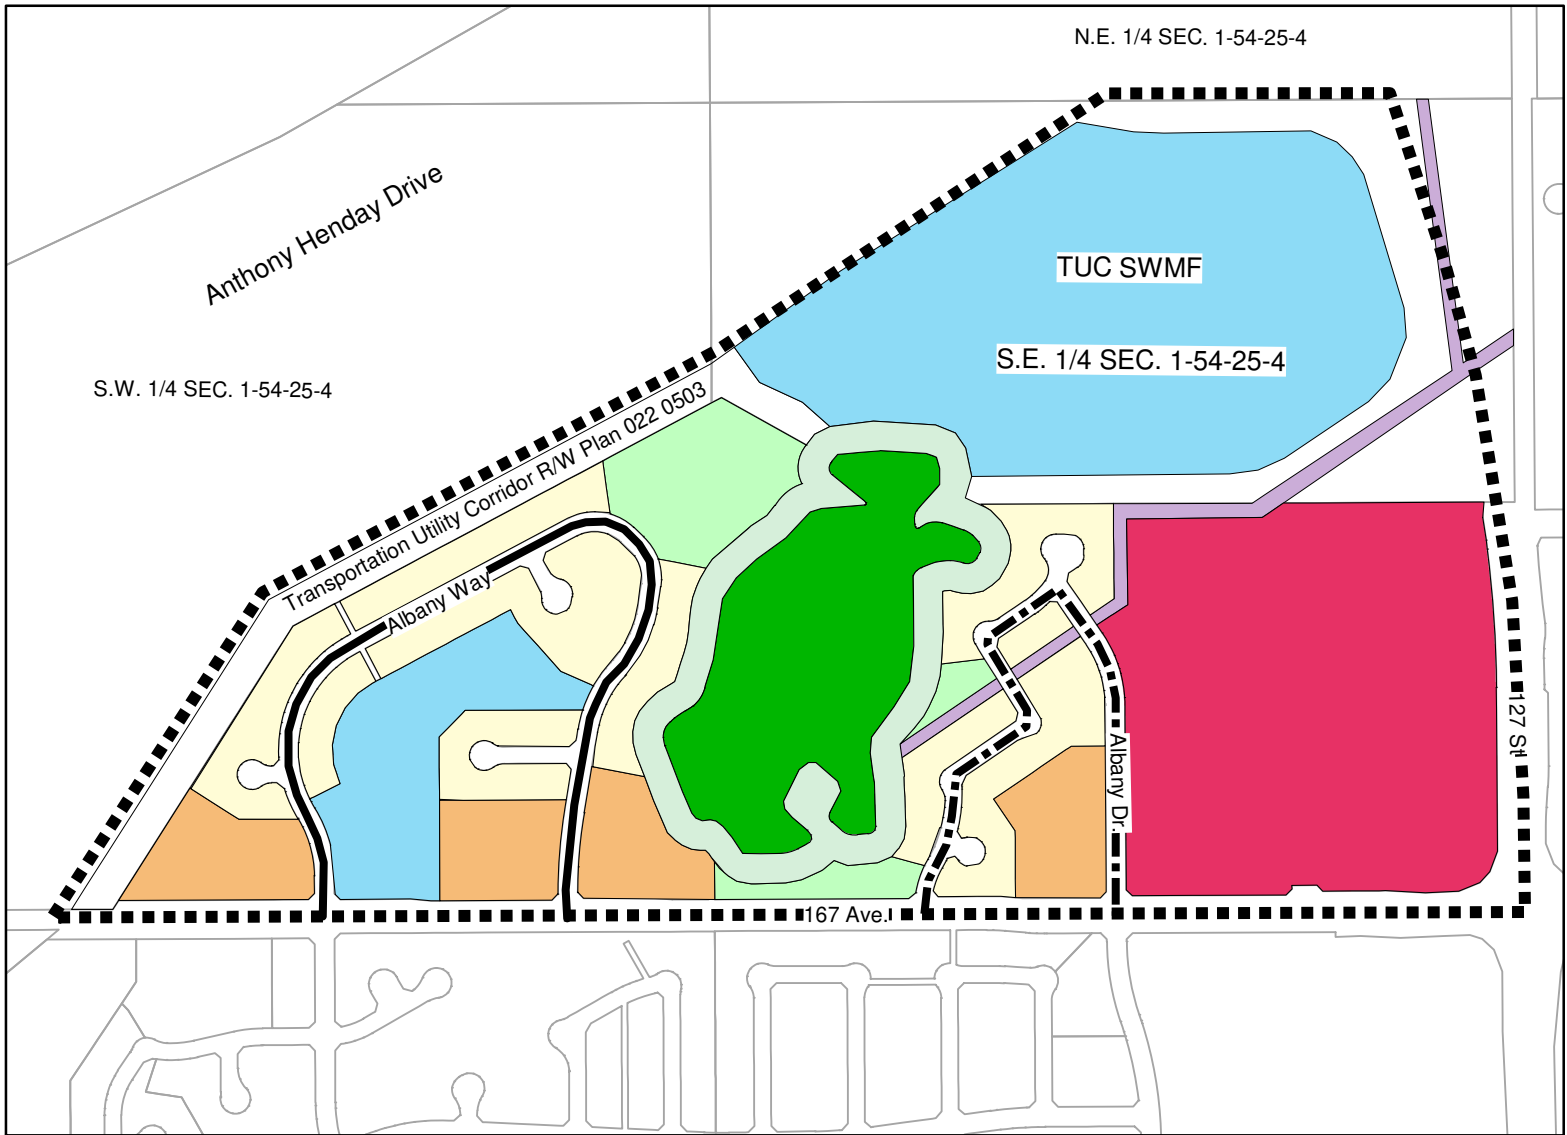 N.E. 1/4 SEC. 1-54-25-4
Anthony Henday Drive
TUC SWMF
S.E. 1/4 SEC. 1-54-25-4
S.W. 1/4 SEC. 1-54-25-4
Transportation Utility Corridor R/W Plan 022 0503
Albany Way
127 St
Albany Dr.
167 Ave.